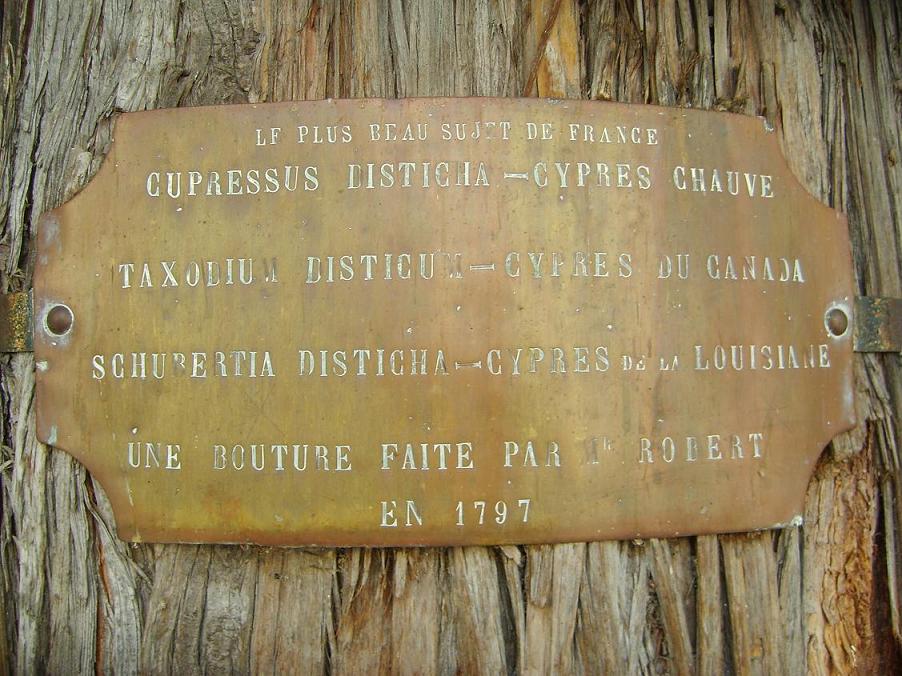 LE PLUS BEAU SUJET DE FRANCE
CUPRESSUS DISTICHA — CYPRES CHAUVE
TAXODIUM DISTICUM — CYPRES DU CANADA
SCHUBERTIA DISTICHA — CYPRES DE LA LOUISIANE
UNE BOUTURE FAITE PAR Mr ROBERT
EN 1797